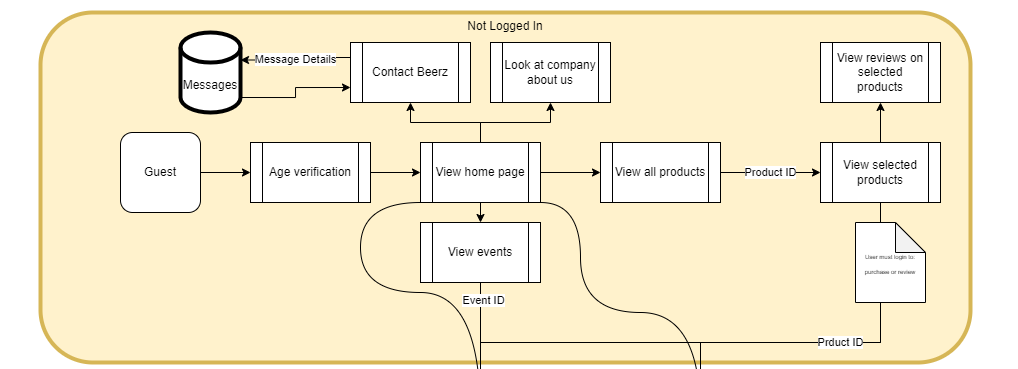 Not Logged In
Message Details
Messages
Contact Beerz
Look at company
about us
View reviews on
selected
products
Guest
Age verification
View home page
View all products
Product ID
View selected
products
View events
User must login to:
purchase or review
Event ID
Prduct ID